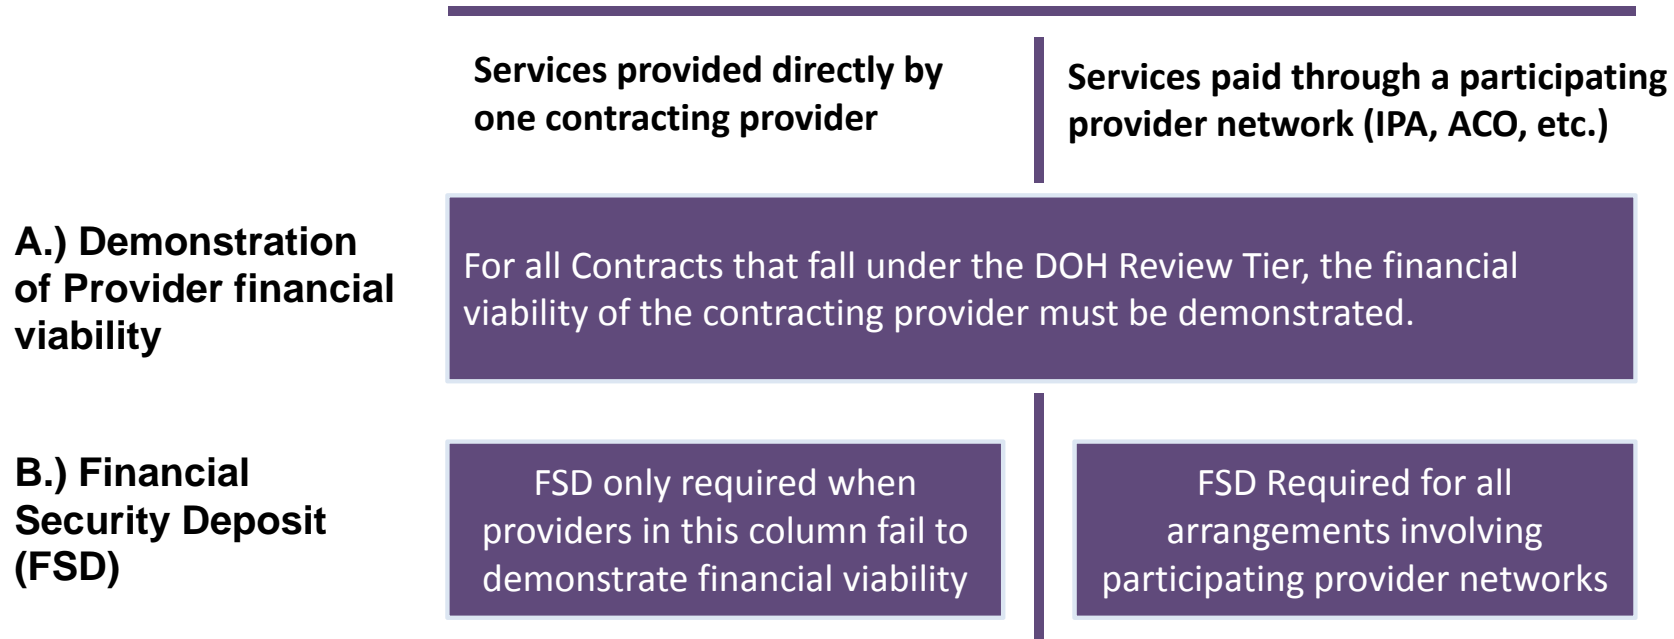 Services provided directly by
one contracting provider
Services paid through a participating
provider network (IPA, ACO, etc.)
A.) Demonstration
of Provider financial
viability
For all Contracts that fall under the DOH Review Tier, the financial
viability of the contracting provider must be demonstrated.
B.) Financial
Security Deposit
(FSD)
FSD only required when
providers in this column fail to
demonstrate financial viability
FSD Required for all
arrangements involving
participating provider networks